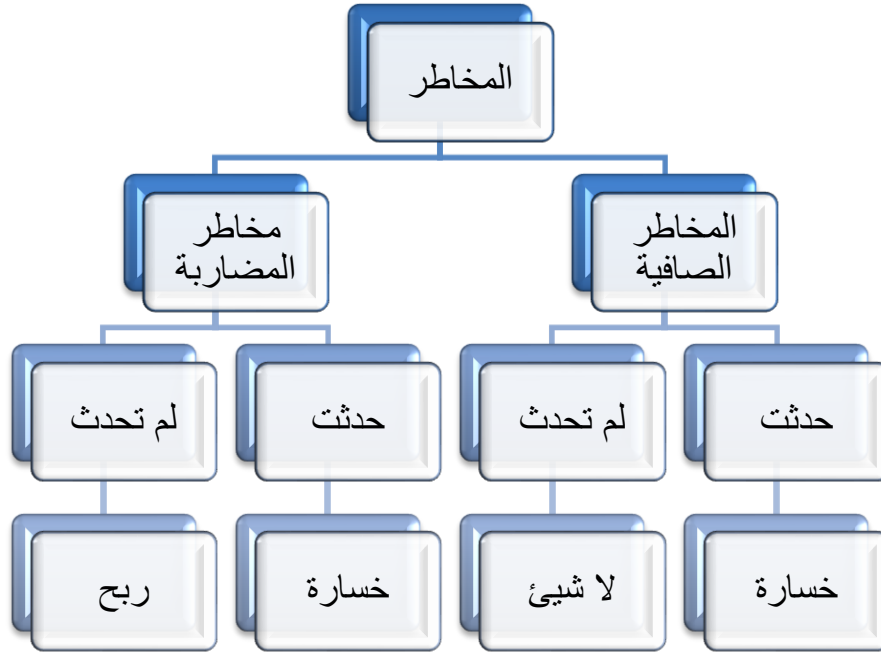 المخاطر
المخاطر
الصافية
مخاطر
المضاربة
حدثت
لم تحدث
حدثت
لم تحدث
خسارة
لا شيئ
خسارة
ربح